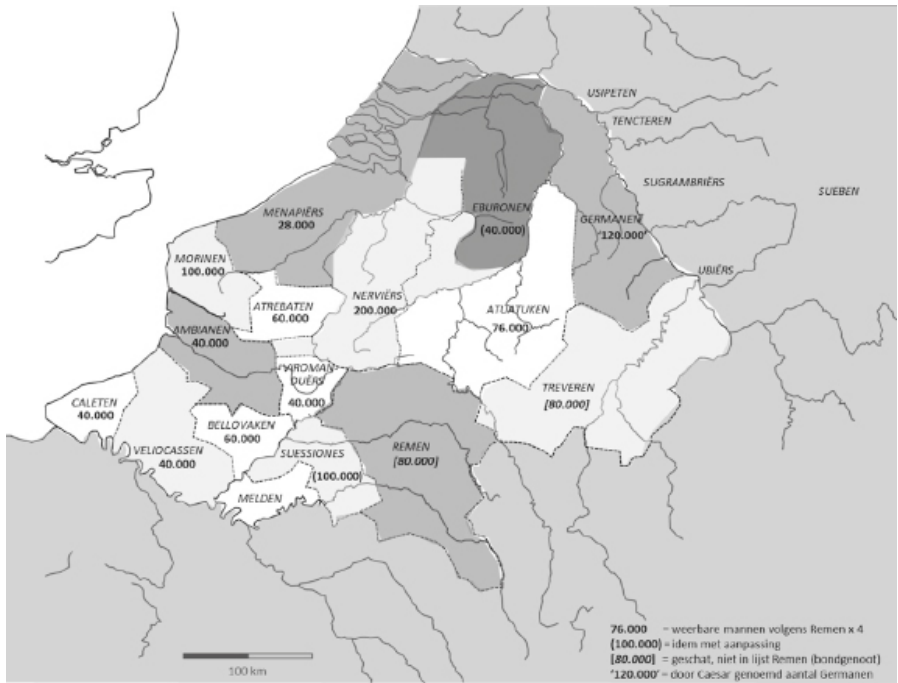 USIPETEN
TENCTEREN
SUGRAMBRIËRS
SUEBEN
EBURONEN
(40.000)
MENAPIËRS
28.000
GERMANEN
'120.000'
MORINEN
100.000
UBIËRS
ATREBATEN
60.000
NERVIËRS
200.000
ATUATUKEN
76.000
AMBIANEN
40.000
VIROMAN
DUËRS
40.000
TREVEREN
[80.000]
CALETEN
40.000
BELLOVAKEN
60.000
VELIOCASSEN
40.000
SUESSIONES
(100.000)
REMEN
[80.000]
MELDEN
100 km
76.000 = weerbare mannen volgens Remen x 4
(100.000) = idem met aanpassing
[80.000] = geschat, niet in lijst Remen (bondgenoot)
'120.000' = door Caesar genoemd aantal Germanen